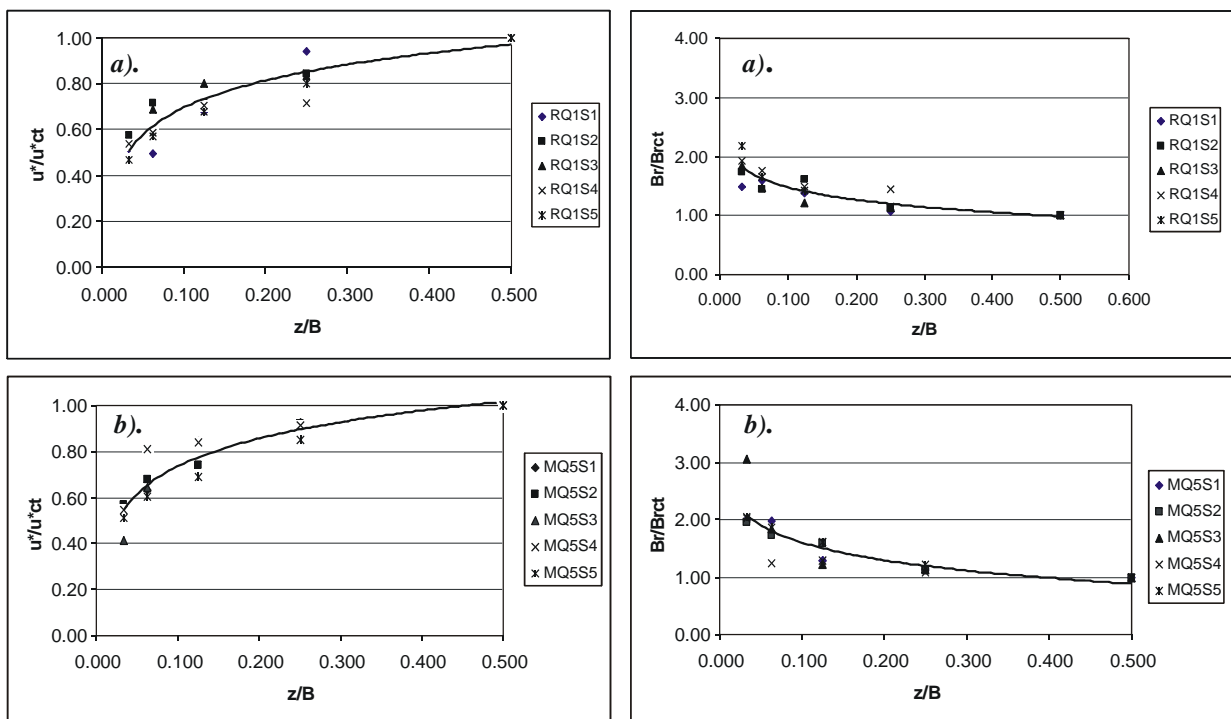 a).
u*/u*ct
1.00
0.80
0.60
0.40
0.20
0.00
0.000 0.100 0.200 0.300 0.400 0.500
z/B
RQ1S1
RQ1S2
RQ1S3
RQ1S4
RQ1S5
a).
Br/Brct
4.00
3.00
2.00
1.00
0.00
0.000 0.100 0.200 0.300 0.400 0.500 0.600
z/B
RQ1S1
RQ1S2
RQ1S3
RQ1S4
RQ1S5
b).
u*/u*ct
1.00
0.80
0.60
0.40
0.20
0.00
0.000 0.100 0.200 0.300 0.400 0.500
z/B
MQ5S1
MQ5S2
MQ5S3
MQ5S4
MQ5S5
b).
Br/Brct
4.00
3.00
2.00
1.00
0.00
0.000 0.100 0.200 0.300 0.400 0.500
z/B
MQ5S1
MQ5S2
MQ5S3
MQ5S4
MQ5S5